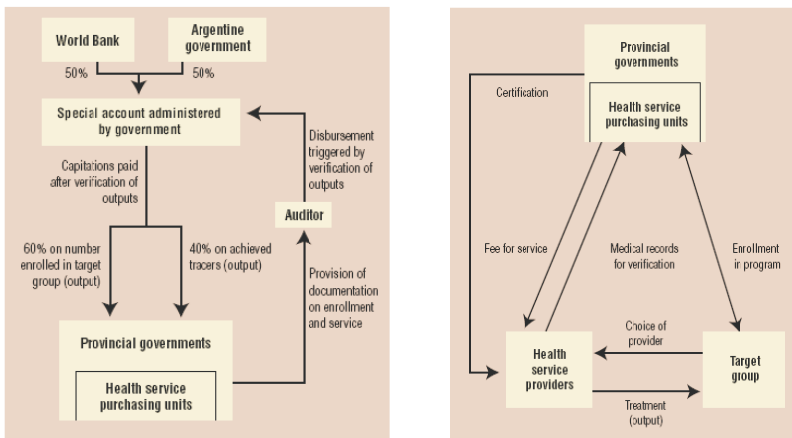 World Bank
Argentine
government
50%
50%
Special account administered
by government
Capitations paid
after verification of
outputs
Disbursement
triggered by
verification of
outputs
Auditor
60% on number
enrolled in target
group (output)
40% on achieved
tracers (output)
Provision of
documentation
on enrollment
and service
Provincial governments
Health service
purchasing units
Provincial
governments
Certification
Health service
purchasing units
Fee for service
Medical records
for verification
Enrollment
ir program
Choice of
provider
Health
service
providers
Target
group
Treatment
(output)